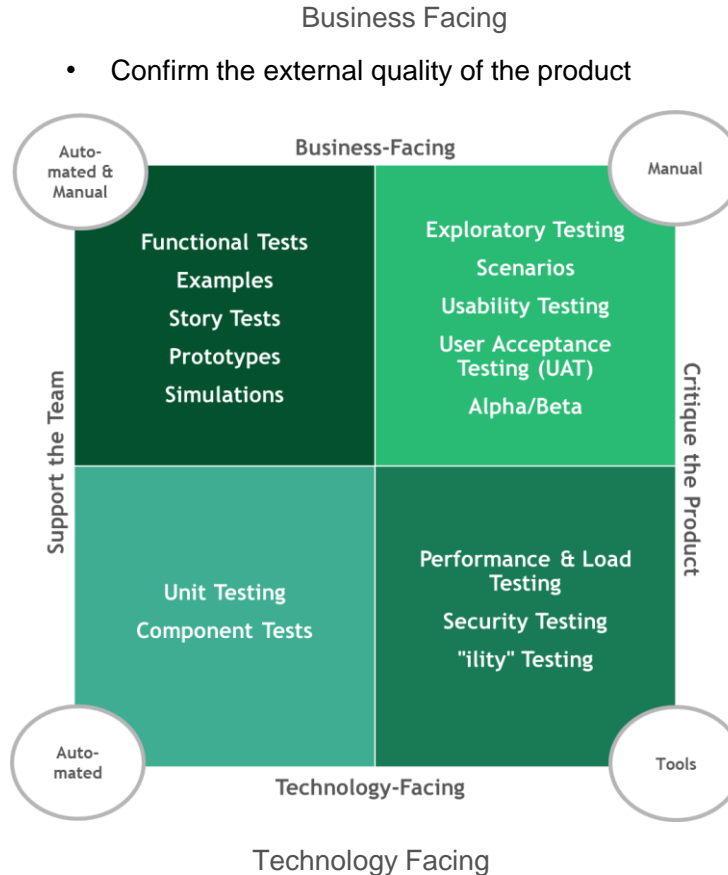 Business Facing
• Confirm the external quality of the product
Business-Facing
Auto-
mated &
Manual
Manual
Functional Tests
Examples
Story Tests
Prototypes
Simulations
Exploratory Testing
Scenarios
Usability Testing
User Acceptance
Testing (UAT)
Alpha/Beta
Support the Team
Critique the Product
Unit Testing
Component Tests
Performance & Load
Testing
Security Testing
"ility" Testing
Auto-
mated
Tools
Technology-Facing
Technology Facing